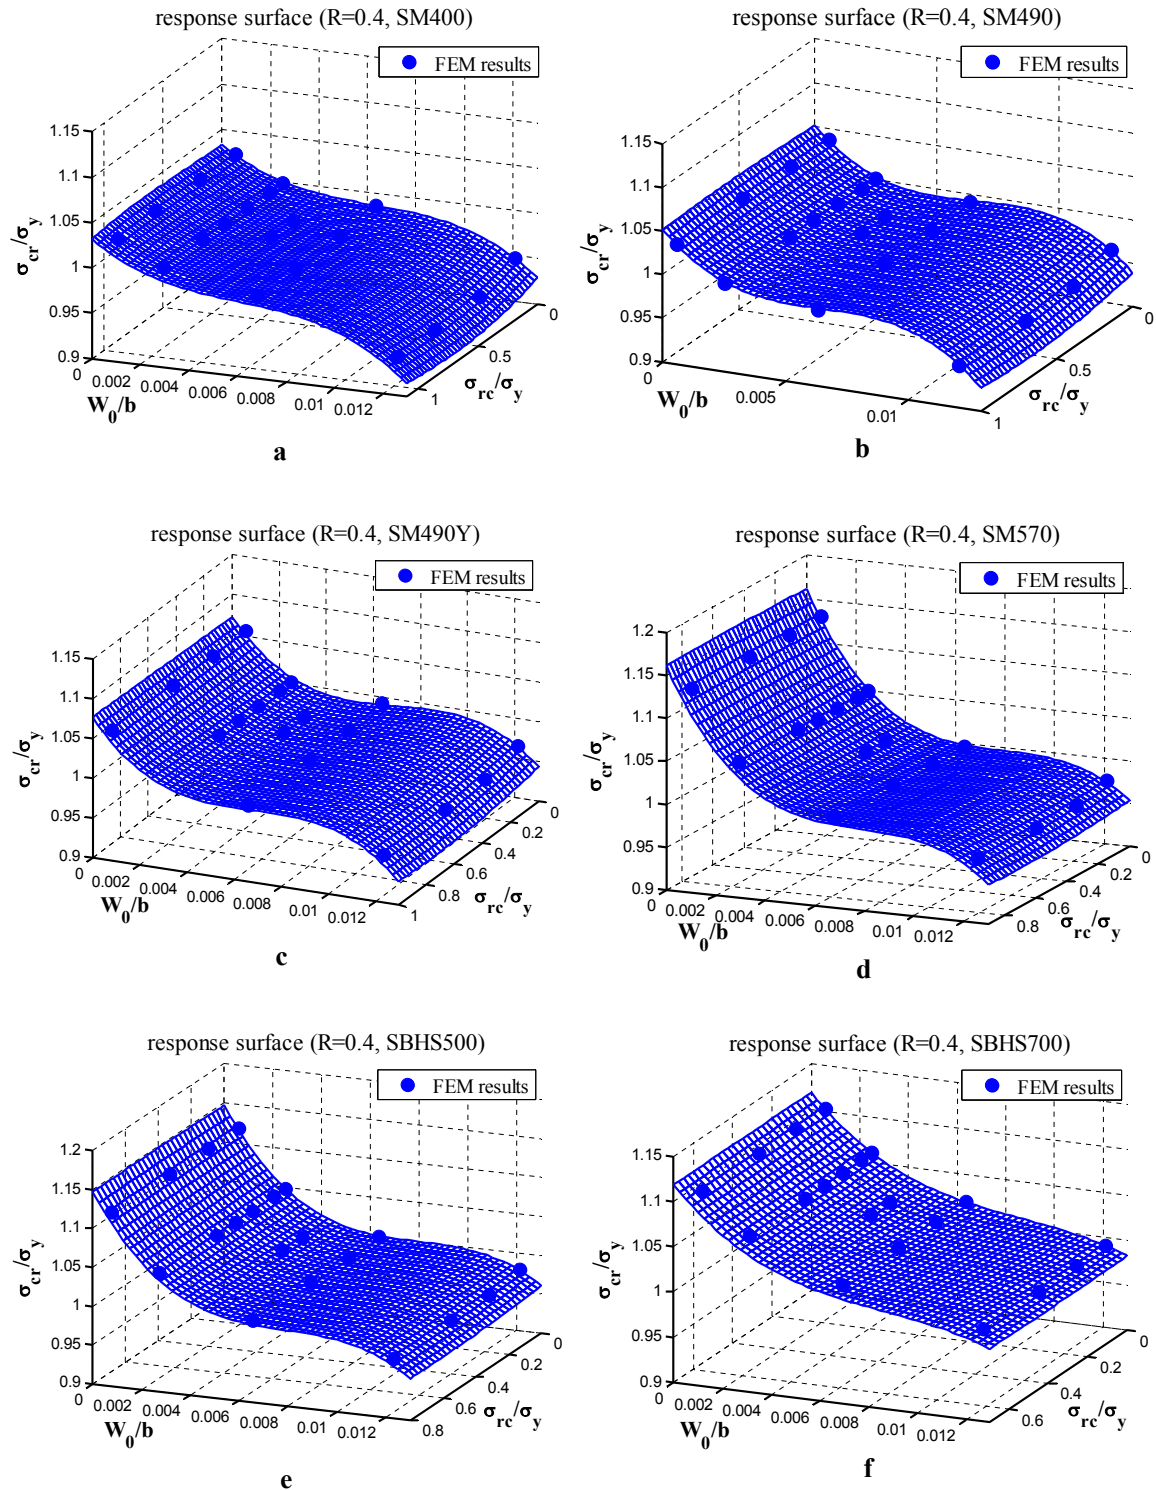 response surface (R=0.4, SM400)
FEM results
1.15
1.1
1.05
1
0.95
0.9
σcr/σy
0
0.002
0.004
0.006
0.008
0.01
0.012
W0/b
0
0.5
1
σrc/σy
a
response surface (R=0.4, SM490)
FEM results
1.15
1.1
1.05
1
0.95
0.9
σcr/σy
0
0.005
0.01
W0/b
0
0.5
1
σrc/σy
b
response surface (R=0.4, SM490Y)
FEM results
1.15
1.1
1.05
1
0.95
0.9
σcr/σy
0
0.002
0.004
0.006
0.008
0.01
0.012
W0/b
0
0.2
0.4
0.6
0.8
1
σrc/σy
c
response surface (R=0.4, SM570)
FEM results
1.2
1.15
1.1
1.05
1
0.95
0.9
σcr/σy
0
0.002
0.004
0.006
0.008
0.01
0.012
W0/b
0
0.2
0.4
0.6
0.8
σrc/σy
d
response surface (R=0.4, SBHS500)
FEM results
1.2
1.15
1.1
1.05
1
0.95
0.9
σcr/σy
0
0.002
0.004
0.006
0.008
0.01
0.012
W0/b
0
0.2
0.4
0.6
0.8
σrc/σy
e
response surface (R=0.4, SBHS700)
FEM results
1.15
1.1
1.05
1
0.95
0.9
σcr/σy
0
0.002
0.004
0.006
0.008
0.01
0.012
W0/b
0
0.2
0.4
0.6
σrc/σy
f